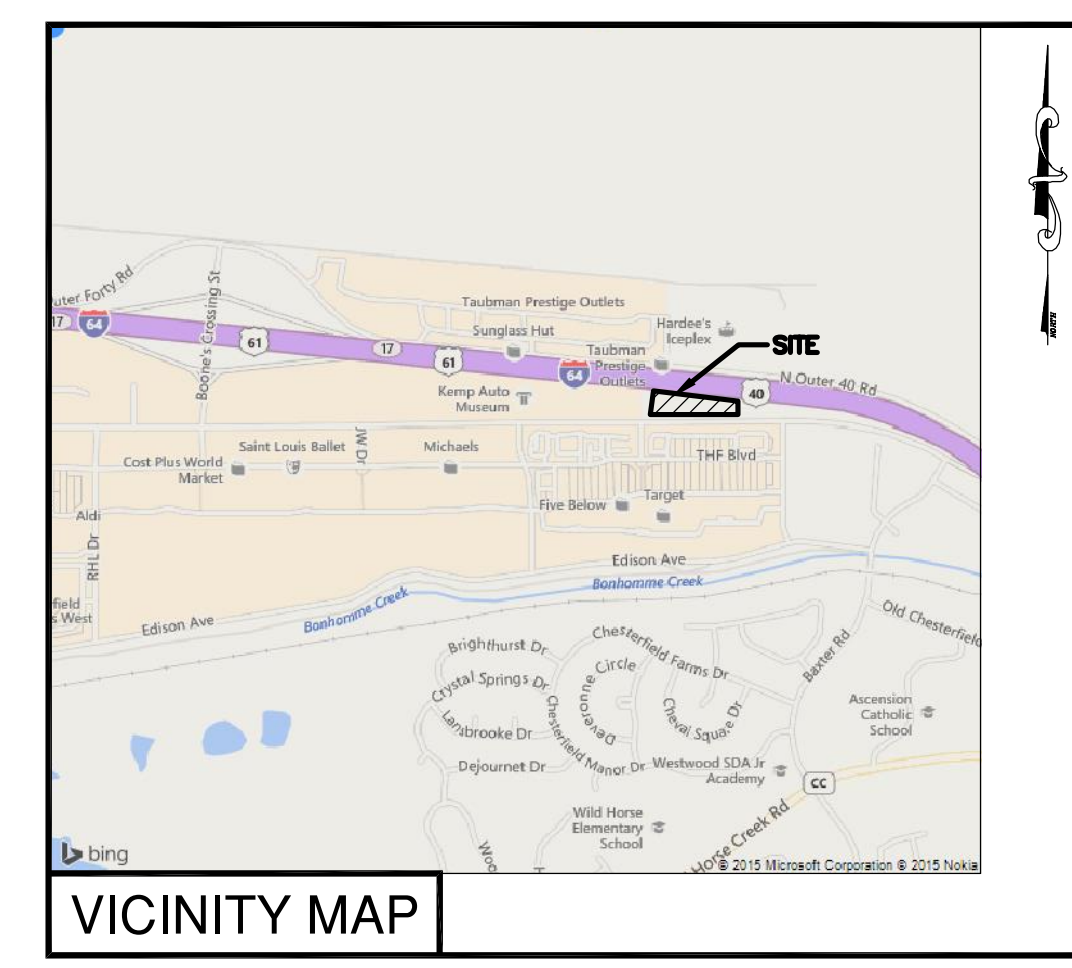 NORTH
Outer Forty Rd
Boone's Crossing St
Taubman Prestige Outlets
Sunglass Hut
Hardee's
Iceplex
17
64
61
17
61
64
Taubman
Prestige
Outlets
SITE
40
N Outer 40 Rd
Kemp Auto
Museum
Saint Louis Ballet
JW Dr
Michaels
THF Blvd
Cost Plus World
Market
Five Below
Target
Aldi
RHL Dr
Edison Ave
Bonhomme Creek
field
s West
Edison Ave
Bonhomme Creek
Old Chesterfield
Brighthurst Dr
Chesterfield Farms Dr
Baxter Rd
Crystal Springs Dr
Deveronne Circle
Cheval Square Dr
Ascension
Catholic
School
Lambrooke Dr
Chesterfield Manor Dr
Dejournet Dr
Westwood SDA Jr
Academy
CC
Wild Horse
Elementary
School
Horse Creek Rd
Woo
H
bing
© 2015 Microsoft Corporation © 2015 Nokia
VICINITY MAP